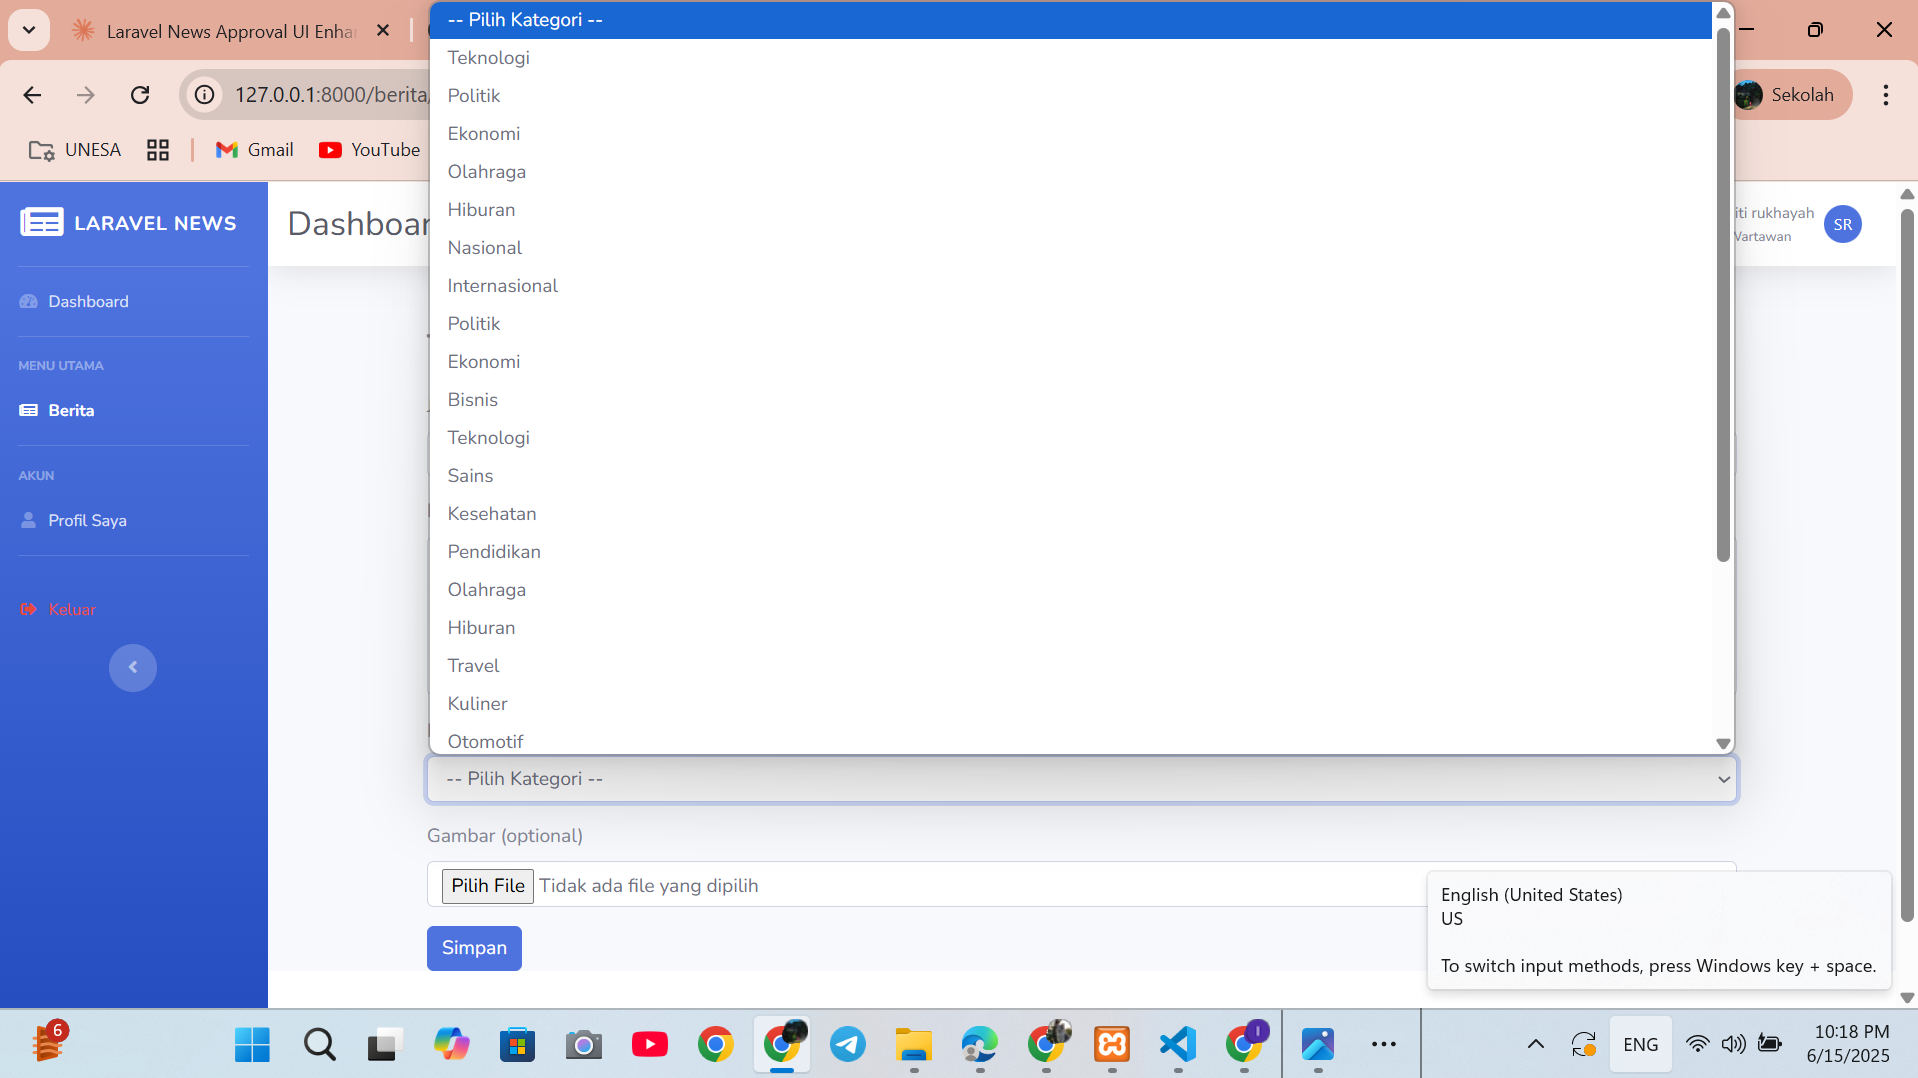 Laravel News Approval UI Enha
127.0.0.1:8000/berita/
Sekolah
UNESA
Gmail
YouTube
-- Pilih Kategori --
Teknologi
Politik
Ekonomi
Olahraga
Hiburan
Nasional
Internasional
Politik
Ekonomi
Bisnis
Teknologi
Sains
Kesehatan
Pendidikan
Olahraga
Hiburan
Travel
Kuliner
Otomotif
LARAVEL NEWS
Dashboard
MENU UTAMA
Berita
AKUN
Profil Saya
Keluar
Dashboar
iti rukhayah
Wartawan
SR
-- Pilih Kategori --
Gambar (optional)
Pilih File Tidak ada file yang dipilih
Simpan
English (United States)
US
To switch input methods, press Windows key + space.
6
ENG
10:18 PM
6/15/2025